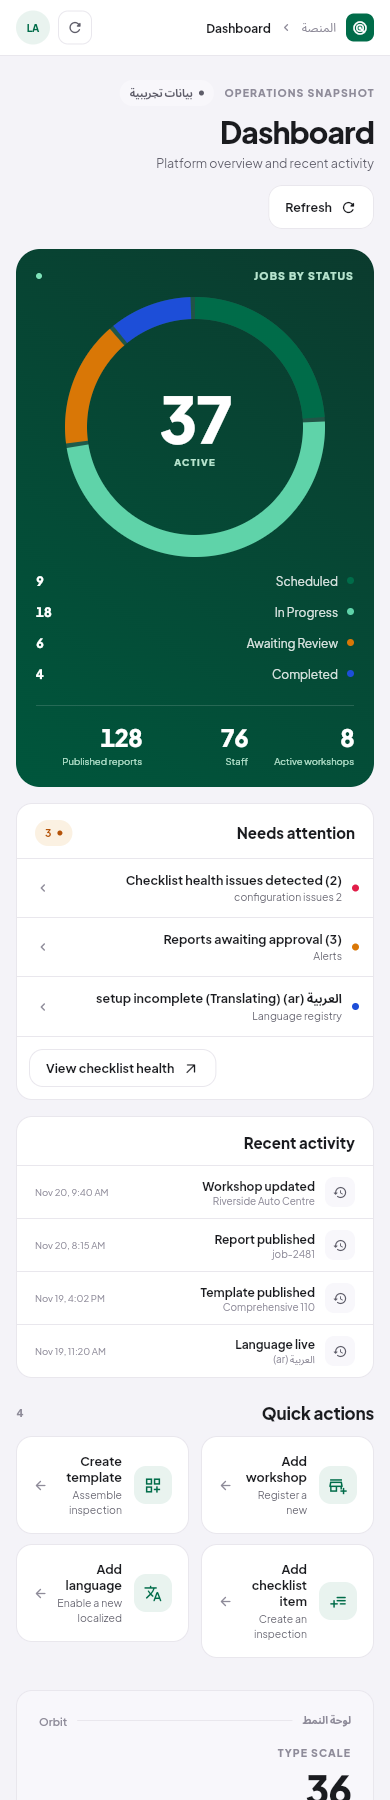 المنصة
Dashboard
LA
OPERATIONS SNAPSHOT
بيانات تجريبية
Dashboard
Platform overview and recent activity
Refresh
JOBS BY STATUS
37
ACTIVE
Scheduled 9
In Progress 18
Awaiting Review 6
Completed 4
8 76 128
Active workshops Staff Published reports
Needs attention 3
Checklist health issues detected (2)
configuration issues 2
Reports awaiting approval (3)
Alerts
setup incomplete (Translating) (ar) العربية
Language registry
View checklist health
Recent activity
Workshop updated
Riverside Auto Centre
Nov 20, 9:40 AM
Report published
job-2481
Nov 20, 8:15 AM
Template published
Comprehensive 110
Nov 19, 4:02 PM
Language live
(ar) العربية
Nov 19, 11:20 AM
Quick actions 4
Add
workshop
Register a
new
Create
template
Assemble
inspection
Add
checklist
item
Create an
inspection
Add
language
Enable a new
localized
لوحة النمط
Orbit
TYPE SCALE
36